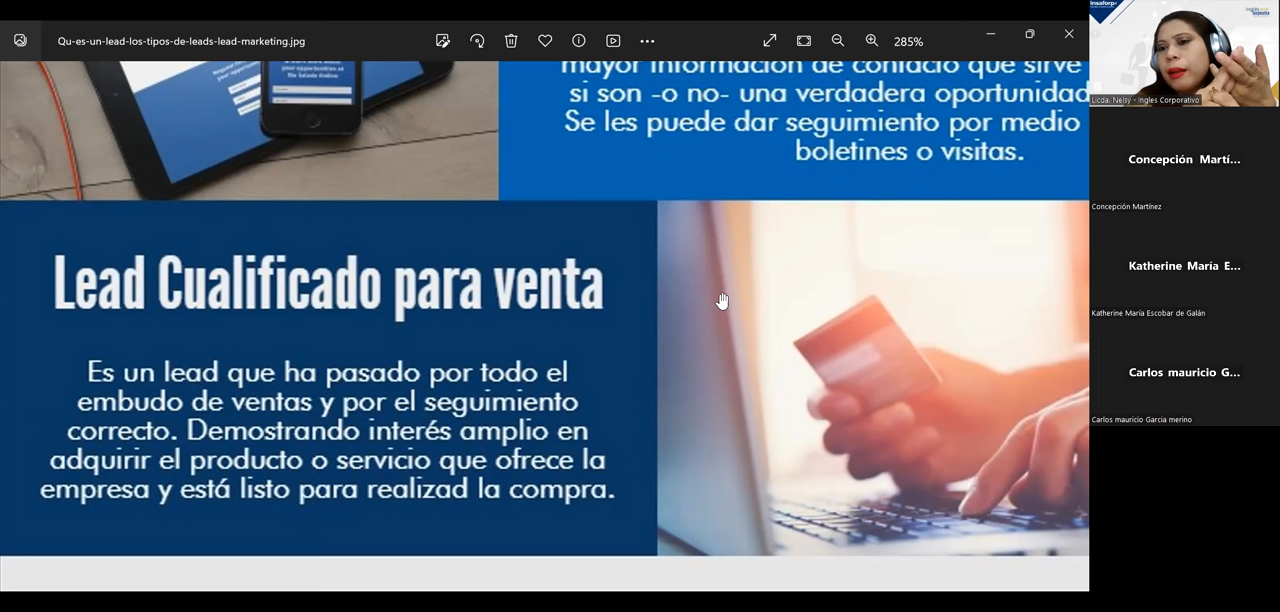 Qu-es-un-lead-los-tipos-de-leads-lead-marketing.jpg
285%
mayor información de contacto que sirve
si son -o no- una verdadera oportunidad
Se les puede dar seguimiento por medio
boletines o visitas.
Lead Cualificado para venta
Es un lead que ha pasado por todo el
embudo de ventas y por el seguimiento
correcto. Demostrando interés amplio en
adquirir el producto o servicio que ofrece la
empresa y está listo para realizad la compra.
Insaforp
Licda. Nelsy - Ingles Corporativo
Concepción Martí...
Concepción Martínez
Katherine María E...
Katherine María Escobar de Galán
Carlos mauricio G...
Carlos mauricio Garcia merino